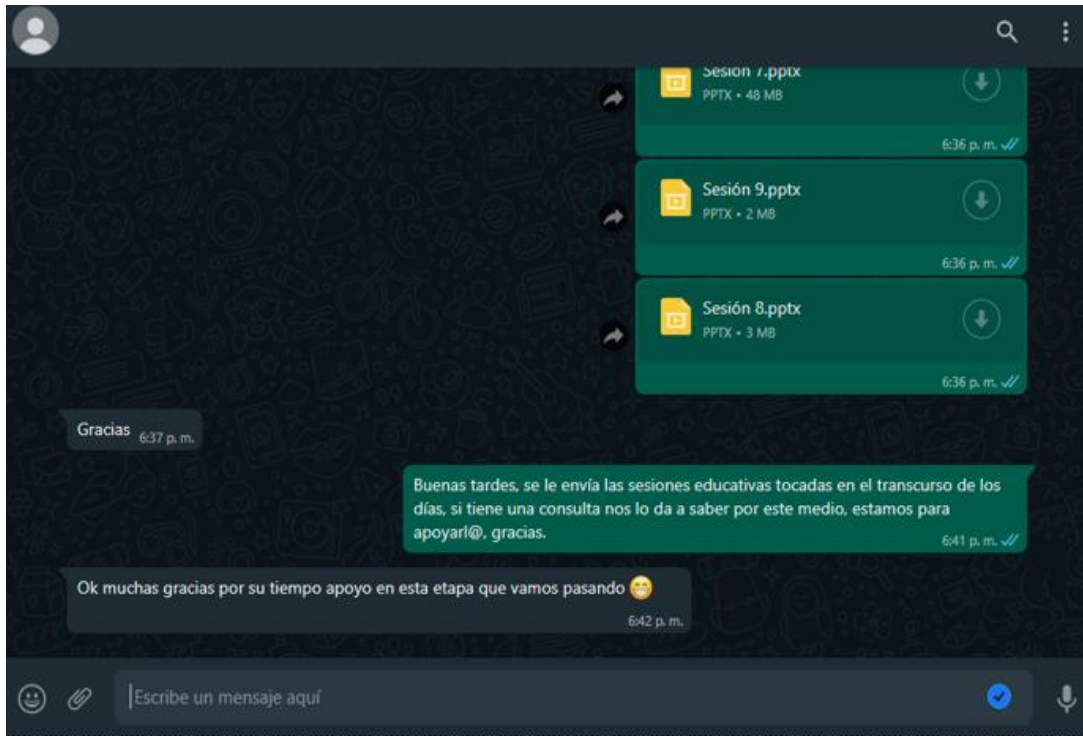 Sesión 7.pptx
PPTX • 48 MB
6:36 p. m.
Sesión 9.pptx
PPTX • 2 MB
6:36 p. m.
Sesión 8.pptx
PPTX • 3 MB
6:36 p. m.
Gracias 6:37 p. m.
Buenas tardes, se le envía las sesiones educativas tocadas en el transcurso de los
días, si tiene una consulta nos lo da a saber por este medio, estamos para
apoyarl@, gracias.
6:41 p. m.
Ok muchas gracias por su tiempo apoyo en esta etapa que vamos pasando 😁
6:42 p. m.
Escribe un mensaje aquí